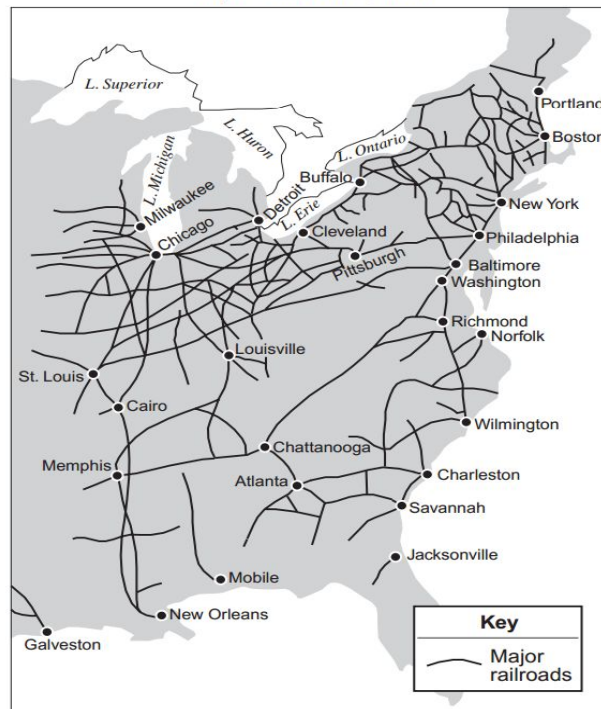 L. Superior
L. Huron
L. Michigan
L. Ontario
L. Erie
Portland
Boston
Buffalo
Milwaukee
Detroit
New York
Chicago
Cleveland
Philadelphia
Pittsburgh
Baltimore
Washington
Richmond
Norfolk
Louisville
St. Louis
Cairo
Wilmington
Chattanooga
Memphis
Atlanta
Charleston
Savannah
Jacksonville
Mobile
New Orleans
Galveston
Key
Major
railroads